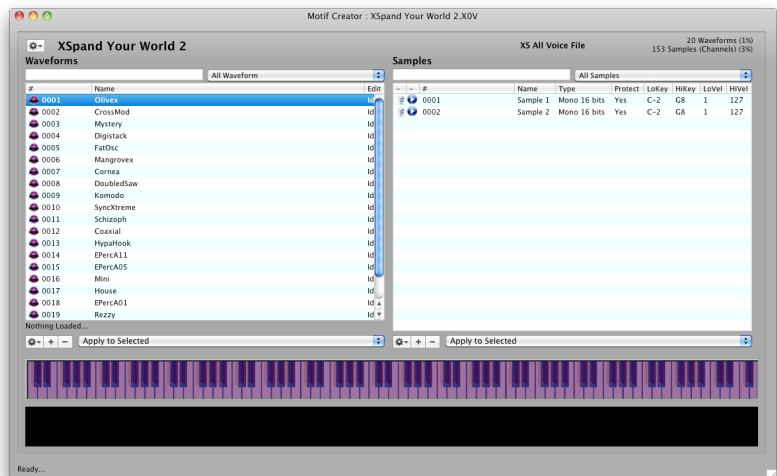 Motif Creator : XSpand Your World 2.X0V
XSpand Your World 2
XS All Voice File
20 Waveforms (1%)
153 Samples (Channels) (3%)
Waveforms
Samples
All Waveform
All Samples
# Name Edit
0001 Olivex Id
0002 CrossMod Id
0003 Mystery Id
0004 Digistack Id
0005 FatOsc Id
0006 Mangrovex Id
0007 Cornea Id
0008 DoubledSaw Id
0009 Komodo Id
0010 SyncXtreme Id
0011 Schizoph Id
0012 Coaxial Id
0013 HypaHook Id
0014 EPercA11 Id
0015 EPercA05 Id
0016 Mini Id
0017 House Id
0018 EPercA01 Id
0019 Rezzy Id
- - # Name Type Protect LoKey HiKey LoVel HiVel
0001 Sample 1 Mono 16 bits Yes C-2 G8 1 127
0002 Sample 2 Mono 16 bits Yes C-2 G8 1 127
Nothing Loaded...
+ - Apply to Selected
+ - Apply to Selected
Ready...